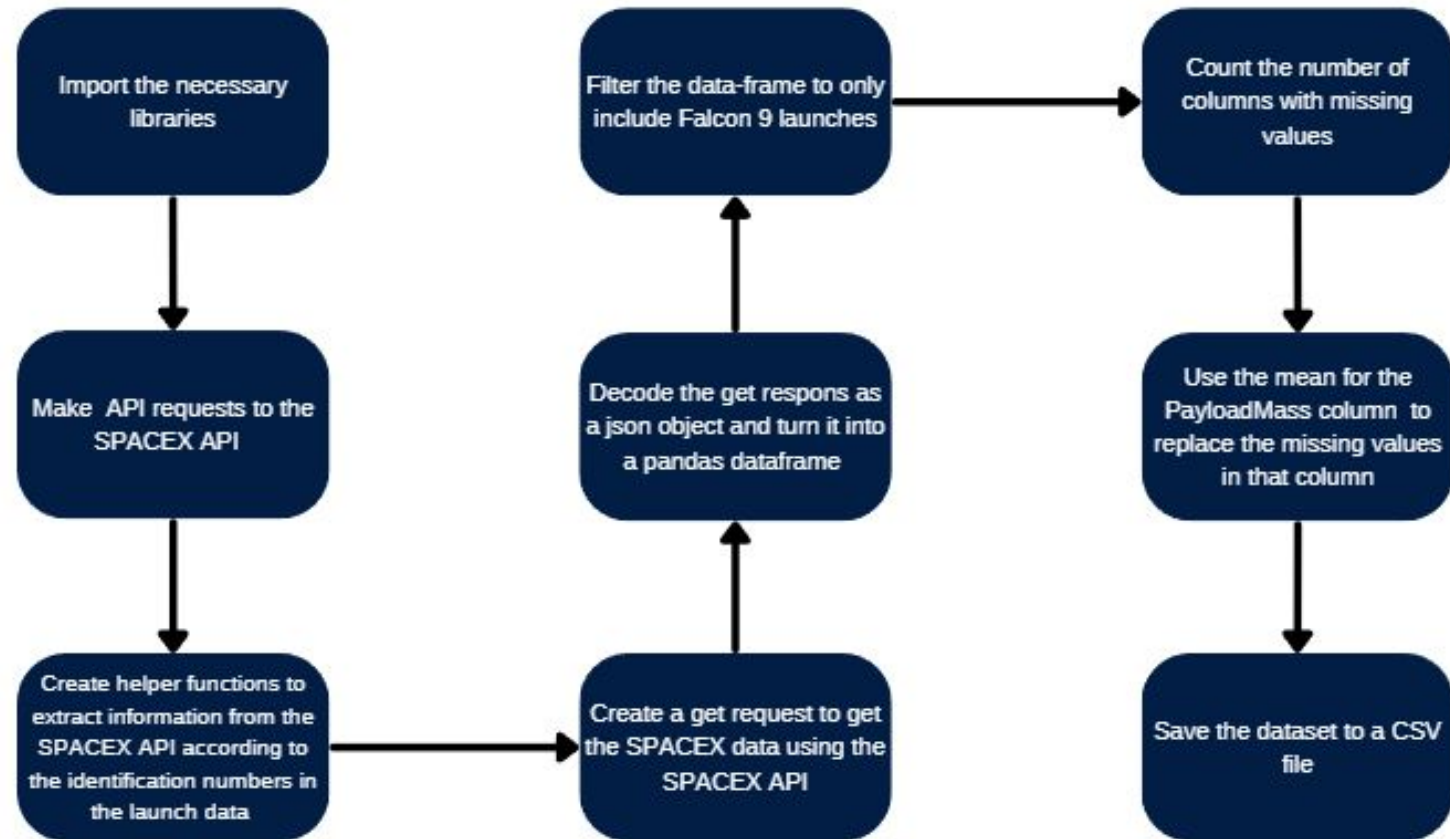 Import the necessary
libraries
Make  API requests to the
SPACEX API
Create helper functions to
extract information from the
SPACEX API according to
the identification numbers in
the launch data
Create a get request to get
the SPACEX data using the
SPACEX API
Decode the get respons as
a json object and turn it into
a pandas dataframe
Filter the data-frame to only
include Falcon 9 launches
Count the number of
columns with missing
values
Use the mean for the
PayloadMass column  to
replace the missing values
in that column
Save the dataset to a CSV
file